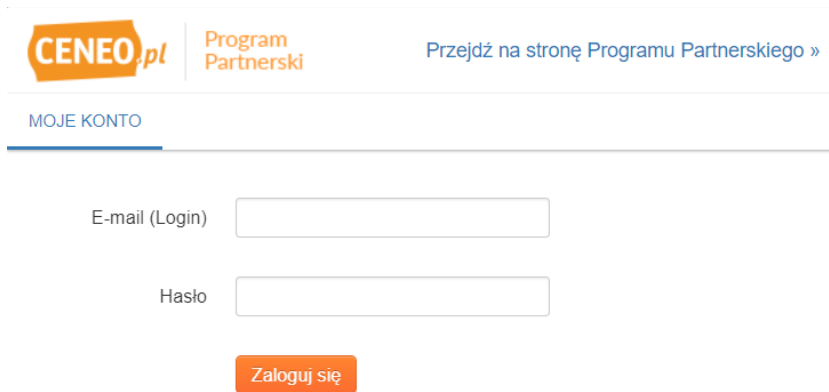 CENEO.pl
Program
Partnerski
Przejdź na stronę Programu Partnerskiego »
MOJE KONTO
E-mail (Login)
Hasło
Zaloguj się